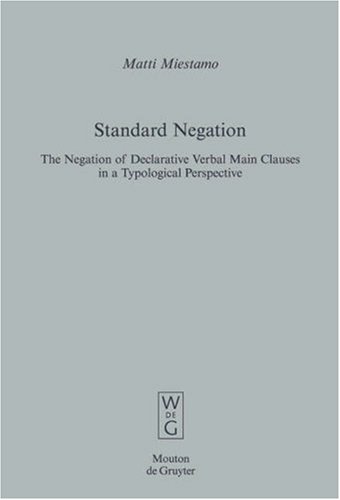 Matti Miestamo
Standard Negation
The Negation of Declarative Verbal Main Clauses
in a Typological Perspective
W
DE
G
Mouton
de Gruyter